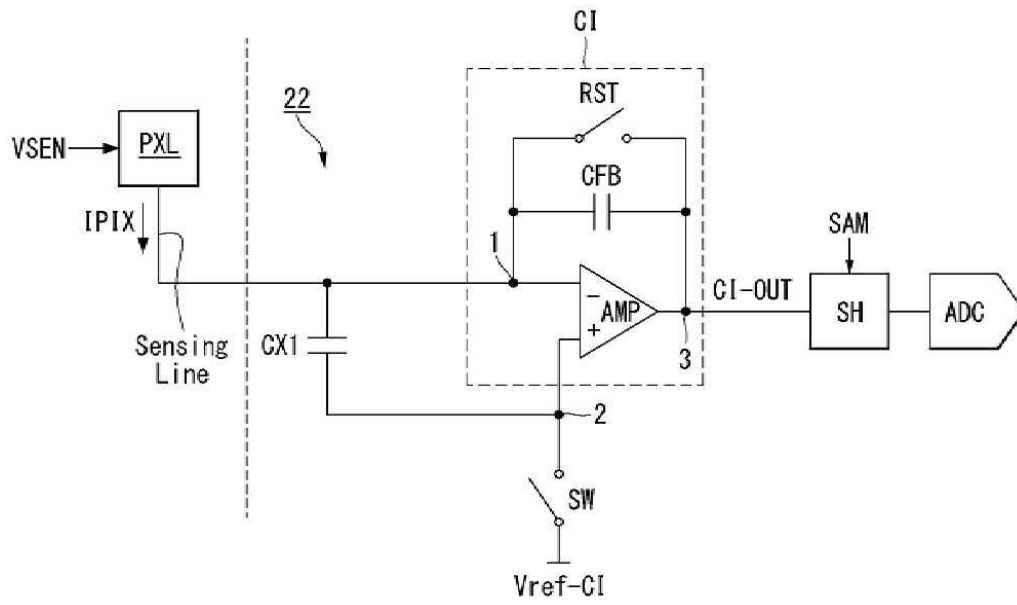 CI
RST
22
PXL
VSEN
CFB
IPIX
SAM
1
CI-OUT
AMP
SH
ADC
−
+
CX1
3
Sensing
Line
2
SW
Vref-CI